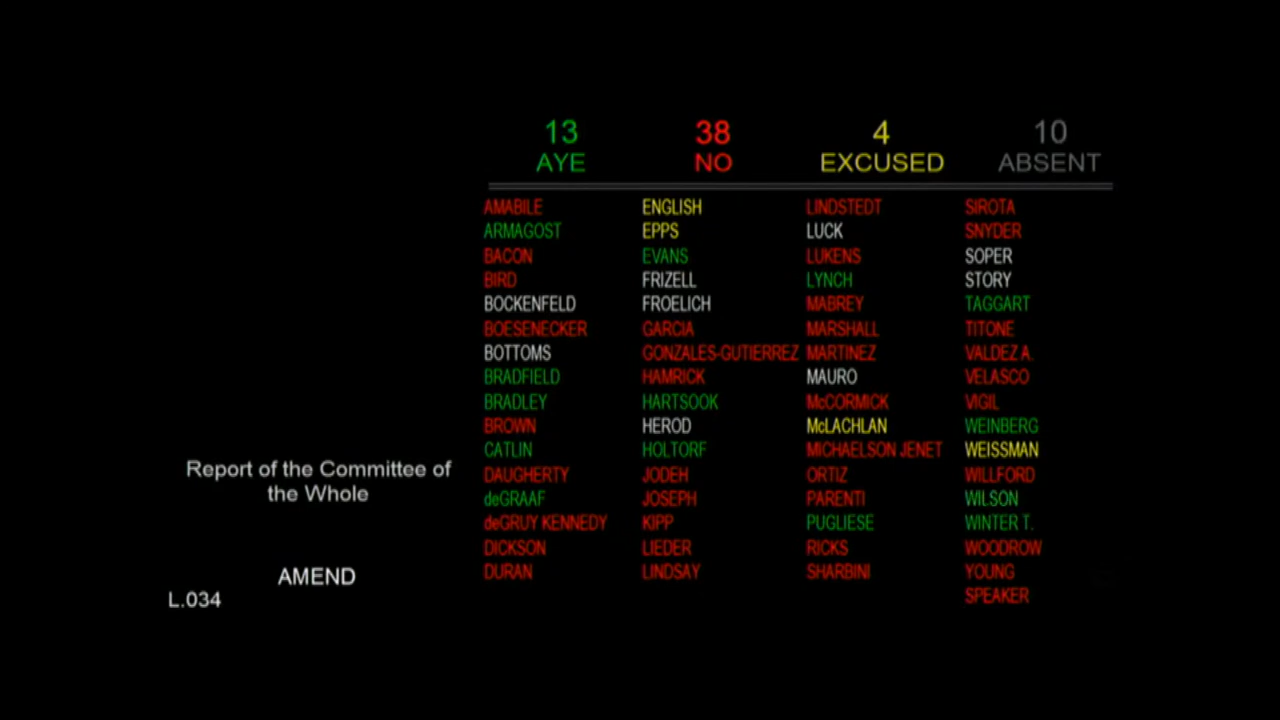 13 38 4 10
AYE NO EXCUSED ABSENT
AMABILE ENGLISH LINDSTEDT SIROTA
ARMAGOST EPPS LUCK SNYDER
BACON EVANS LUKENS SOPER
BIRD FRIZELL LYNCH STORY
BOCKENFELD FROELICH MABREY TAGGART
BOESENECKER GARCIA MARSHALL TITONE
BOTTOMS GONZALES-GUTIERREZ MARTINEZ VALDEZ A.
BRADFIELD HAMRICK MAURO VELASCO
BRADLEY HARTSOOK McCORMICK VIGIL
BROWN HEROD McLACHLAN WEINBERG
CATLIN HOLTORF MICHAELSON JENET WEISSMAN
DAUGHERTY JODEH ORTIZ WILLFORD
deGRAAF JOSEPH PARENTI WILSON
deGRUY KENNEDY KIPP PUGLIESE WINTER T.
DICKSON LIEDER RICKS WOODROW
DURAN LINDSAY SHARBINI YOUNG
SPEAKER
Report of the Committee of
the Whole
AMEND
L.034